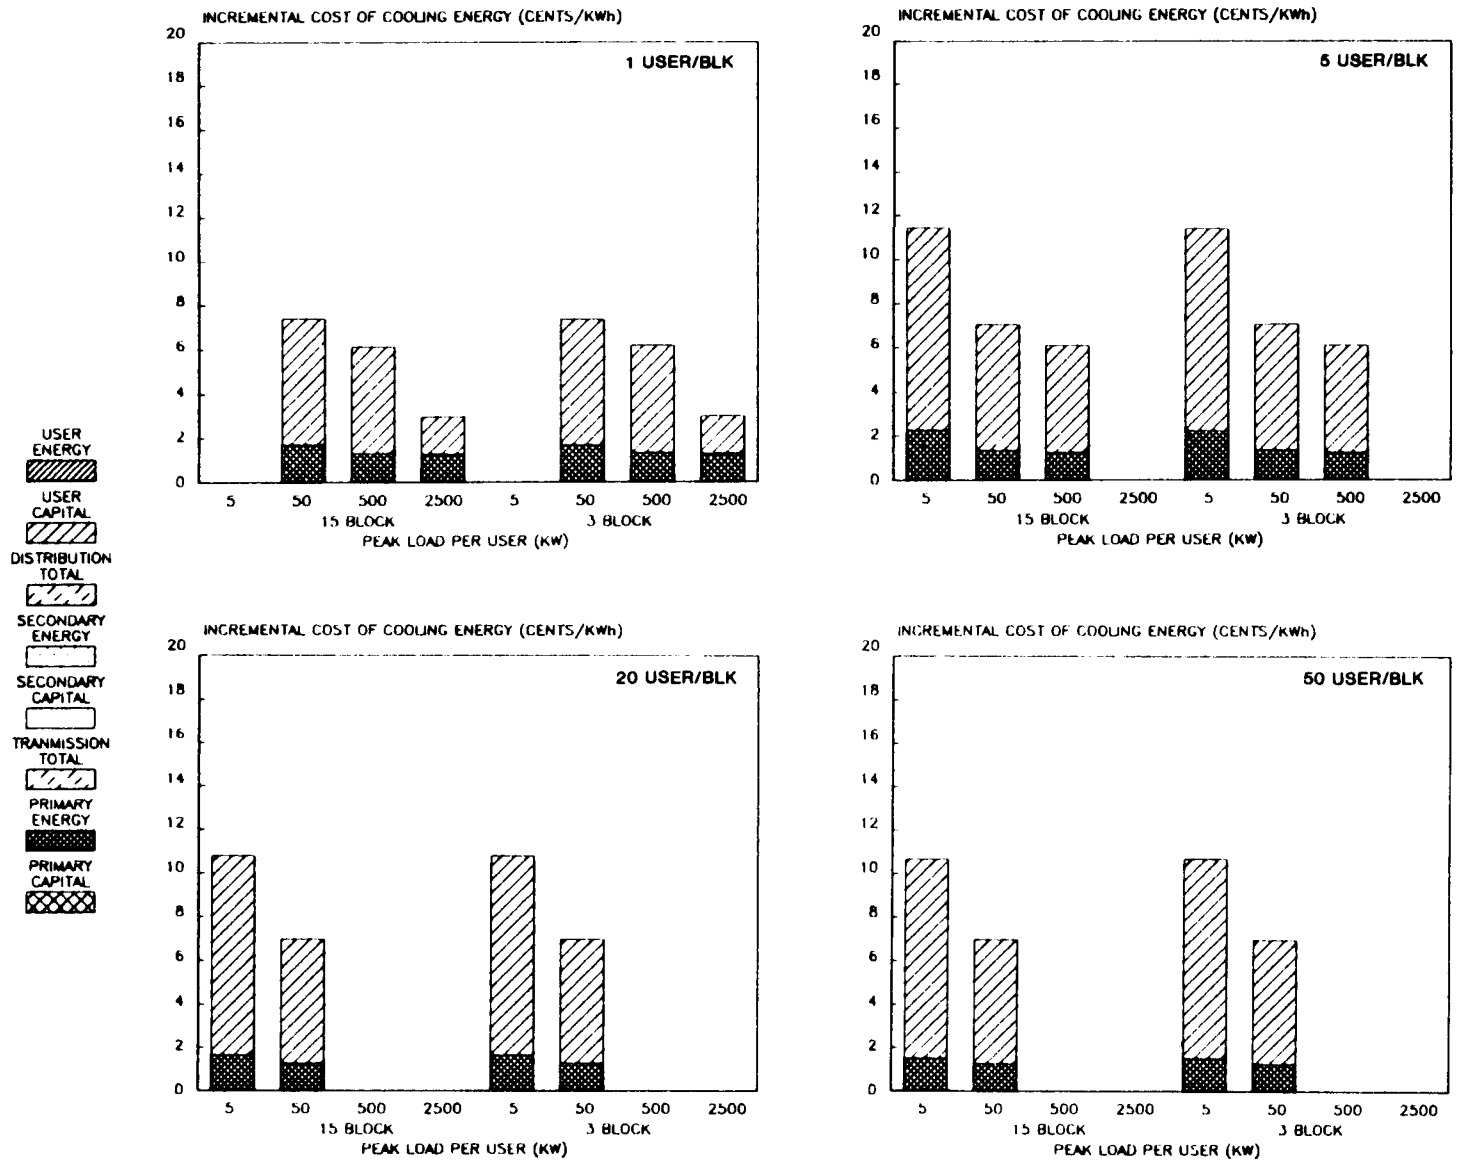 INCREMENTAL COST OF COOLING ENERGY (CENTS/KWh)
1 USER/BLK
20
18
16
14
12
10
8
6
4
2
0
5 50 500 2500 5 50 500 2500
15 BLOCK 3 BLOCK
PEAK LOAD PER USER (KW)
INCREMENTAL COST OF COOLING ENERGY (CENTS/KWh)
5 USER/BLK
20
18
16
14
12
10
8
6
4
2
0
5 50 500 2500 5 50 500 2500
15 BLOCK 3 BLOCK
PEAK LOAD PER USER (KW)
USER
ENERGY
USER
CAPITAL
DISTRIBUTION
TOTAL
SECONDARY
ENERGY
SECONDARY
CAPITAL
TRANMISSION
TOTAL
PRIMARY
ENERGY
PRIMARY
CAPITAL
INCREMENTAL COST OF COOLING ENERGY (CENTS/KWh)
20 USER/BLK
20
18
16
14
12
10
8
6
4
2
0
5 50 500 2500 5 50 500 2500
15 BLOCK 3 BLOCK
PEAK LOAD PER USER (KW)
INCREMENTAL COST OF COOLING ENERGY (CENTS/KWh)
50 USER/BLK
20
18
16
14
12
10
8
6
4
2
0
5 50 500 2500 5 50 500 2500
15 BLOCK 3 BLOCK
PEAK LOAD PER USER (KW)